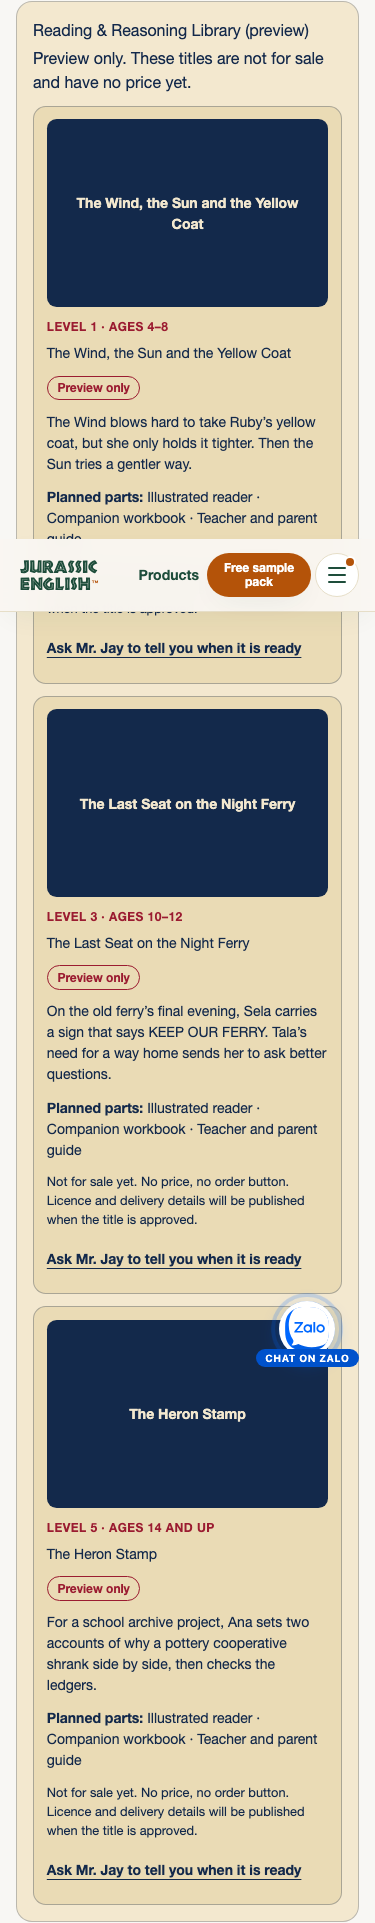 Reading & Reasoning Library (preview)
Preview only. These titles are not for sale
and have no price yet.
The Wind, the Sun and the Yellow
Coat
LEVEL 1 · AGES 4–8
The Wind, the Sun and the Yellow Coat
Preview only
The Wind blows hard to take Ruby's yellow
coat, but she only holds it tighter. Then the
Sun tries a gentler way.
Planned parts: Illustrated reader ·
Companion workbook · Teacher and parent
guide
JURASSIC
ENGLISH™
Products
Free sample
pack
when the title is approved.
Ask Mr. Jay to tell you when it is ready
The Last Seat on the Night Ferry
LEVEL 3 · AGES 10–12
The Last Seat on the Night Ferry
Preview only
On the old ferry's final evening, Sela carries
a sign that says KEEP OUR FERRY. Tala's
need for a way home sends her to ask better
questions.
Planned parts: Illustrated reader ·
Companion workbook · Teacher and parent
guide
Not for sale yet. No price, no order button.
Licence and delivery details will be published
when the title is approved.
Ask Mr. Jay to tell you when it is ready
Zalo
CHAT ON ZALO
The Heron Stamp
LEVEL 5 · AGES 14 AND UP
The Heron Stamp
Preview only
For a school archive project, Ana sets two
accounts of why a pottery cooperative
shrank side by side, then checks the
ledgers.
Planned parts: Illustrated reader ·
Companion workbook · Teacher and parent
guide
Not for sale yet. No price, no order button.
Licence and delivery details will be published
when the title is approved.
Ask Mr. Jay to tell you when it is ready